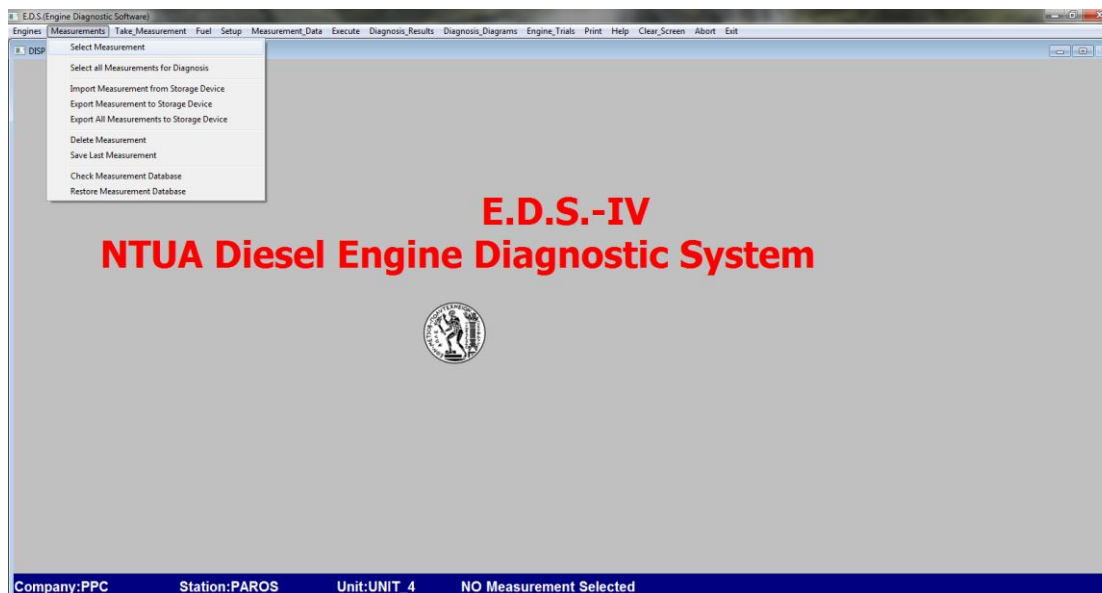 E.D.S.(Engine Diagnostic Software)
Engines Measurements Take_Measurement Fuel Setup Measurement_Data Execute Diagnosis_Results Diagnosis_Diagrams Engine_Trials Print Help Clear_Screen Abort Exit
DISP
Select Measurement
Select all Measurements for Diagnosis
Import Measurement from Storage Device
Export Measurement to Storage Device
Export All Measurements to Storage Device
Delete Measurement
Save Last Measurement
Check Measurement Database
Restore Measurement Database
E.D.S.-IV
NTUA Diesel Engine Diagnostic System
Company:PPC Station:PAROS Unit:UNIT_4 NO Measurement Selected